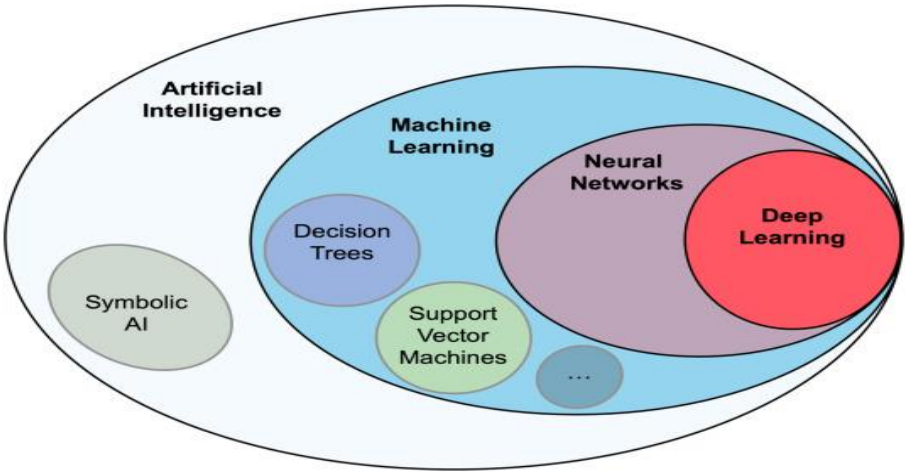 Artificial
Intelligence
Machine
Learning
Neural
Networks
Deep
Learning
Decision
Trees
Symbolic
AI
Support
Vector
Machines
...